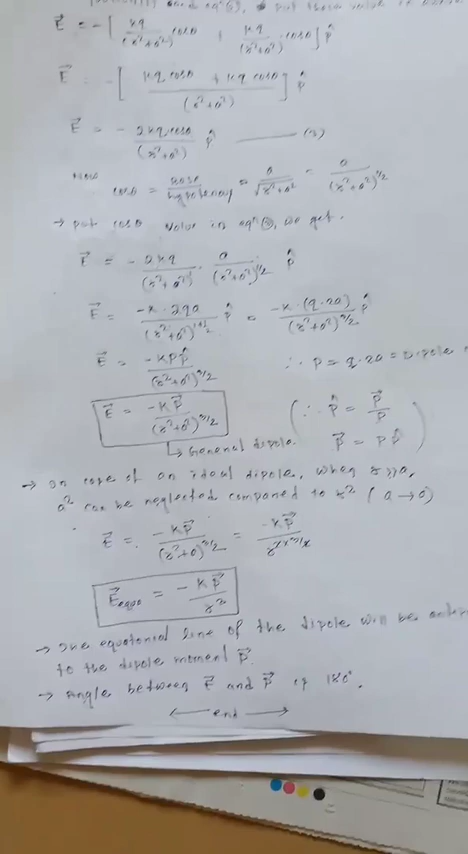 E⃗ = - [ kq/(r²+a²) cosθ + kq/(r²+a²) cosθ ] p̂
E⃗ = - [ kq cosθ + kq cosθ / (r²+a²) ] p̂
E⃗ = - 2kq cosθ/(r²+a²) p̂ ——— (3)
Now cosθ = Base/Hypotenuse = a/√r²+a² = a/(r²+a²)^1/2
→ Put cosθ value in eqⁿ (3), we get.
E⃗ = - 2kq/(r²+a²) · a/(r²+a²)^1/2 p̂
E⃗ = -k·2qa/(r²+a²)^1+1/2 p̂ = -k·(q·2a)/(r²+a²)^3/2 p̂
E⃗ = -kp p̂/(r²+a²)^3/2 ∴ p = q·2a = Dipole
E⃗ = -kp⃗/(r²+a²)^3/2 ( ∴ p̂ = p⃗/p
↳ General dipole. p⃗ = p p̂ )
→ In case of an ideal dipole, when r>>a,
a² can be neglected compared to r² (a→0)
E⃗ = -kp⃗/(r²+0)^3/2 = -kp⃗/r^2×3/2
E⃗equa = - kp⃗/r³
→ The equatorial line of the dipole will be
to the dipole moment p⃗.
→ Angle between E⃗ and p⃗ is 180°.
←— end —→